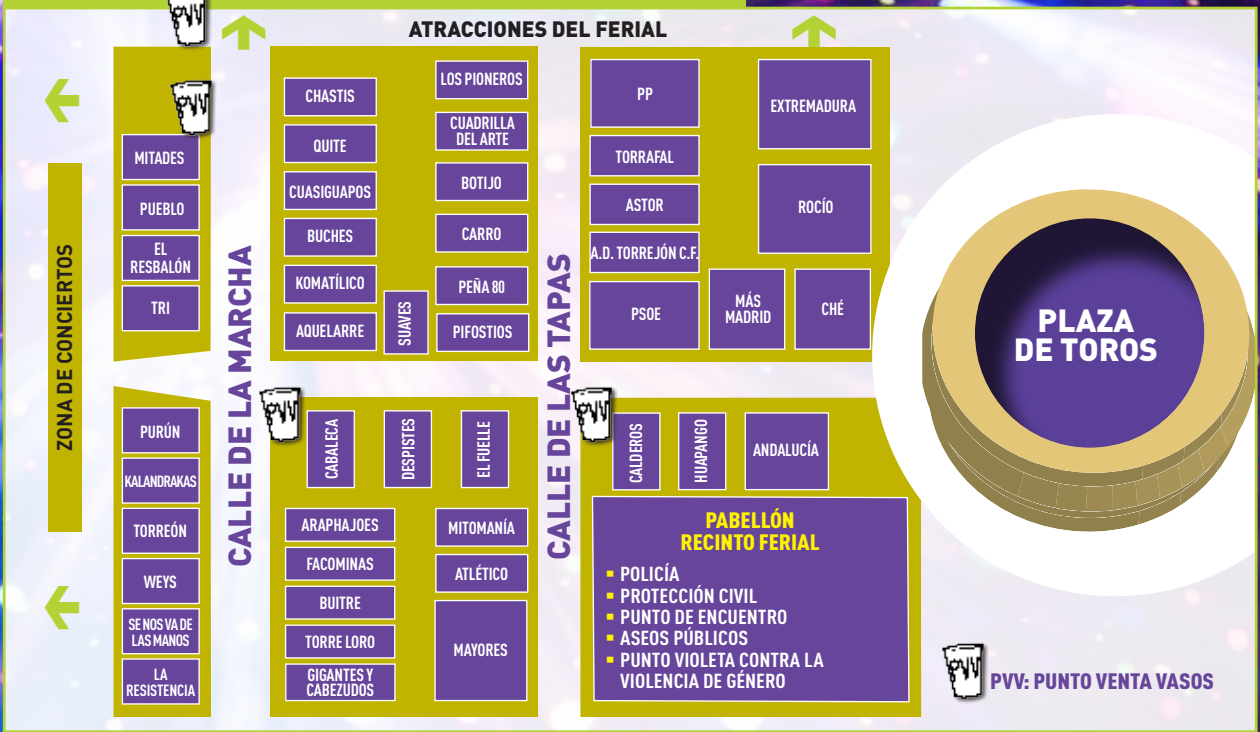 ATRACCIONES DEL FERIAL
PVV
PVV
ZONA DE CONCIERTOS
MITADES
PUEBLO
EL
RESBALÓN
TRI
PURÚN
KALANDRAKAS
TORREÓN
WEYS
SE NOS VA DE
LAS MANOS
LA
RESISTENCIA
CALLE DE LA MARCHA
CHASTIS
QUITE
CUASIGUAPOS
BUCHES
KOMATÍLICO
AQUELARRE
SUAVES
LOS PIONEROS
CUADRILLA
DEL ARTE
BOTIJO
CARRO
PEÑA 80
PIFOSTIOS
PVV
CABALECA
DESPISTES
EL FUELLE
ARAPHAJOES
FACOMINAS
BUITRE
TORRE LORO
GIGANTES Y
CABEZUDOS
MITOMANÍA
ATLÉTICO
MAYORES
CALLE DE LAS TAPAS
PP
TORRAFAL
ASTOR
A.D. TORREJÓN C.F.
PSOE
MÁS
MADRID
CHÉ
EXTREMADURA
ROCÍO
PVV
CALDEROS
HUAPANGO
ANDALUCÍA
PABELLÓN
RECINTO FERIAL
▪ POLICÍA
▪ PROTECCIÓN CIVIL
▪ PUNTO DE ENCUENTRO
▪ ASEOS PÚBLICOS
▪ PUNTO VIOLETA CONTRA LA
VIOLENCIA DE GÉNERO
PLAZA
DE TOROS
PVV
PVV: PUNTO VENTA VASOS